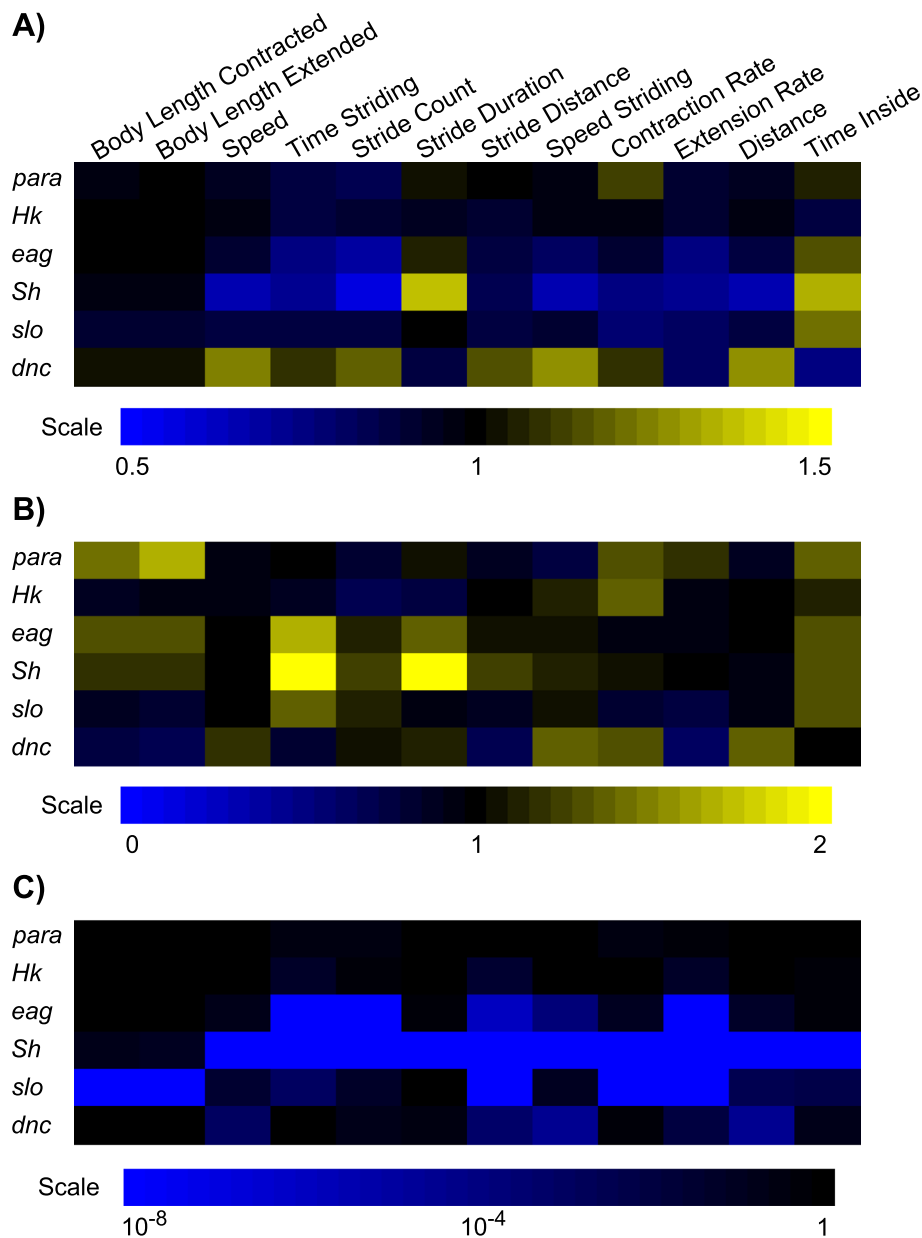 A)
Body Length Contracted
Body Length Extended
Speed
Time Striding
Stride Count
Stride Duration
Stride Distance
Speed Striding
Contraction Rate
Extension Rate
Distance
Time Inside
para
Hk
eag
Sh
slo
dnc
Scale
0.5 1 1.5
B)
para
Hk
eag
Sh
slo
dnc
Scale
0 1 2
C)
para
Hk
eag
Sh
slo
dnc
Scale
10^-8 10^-4 1